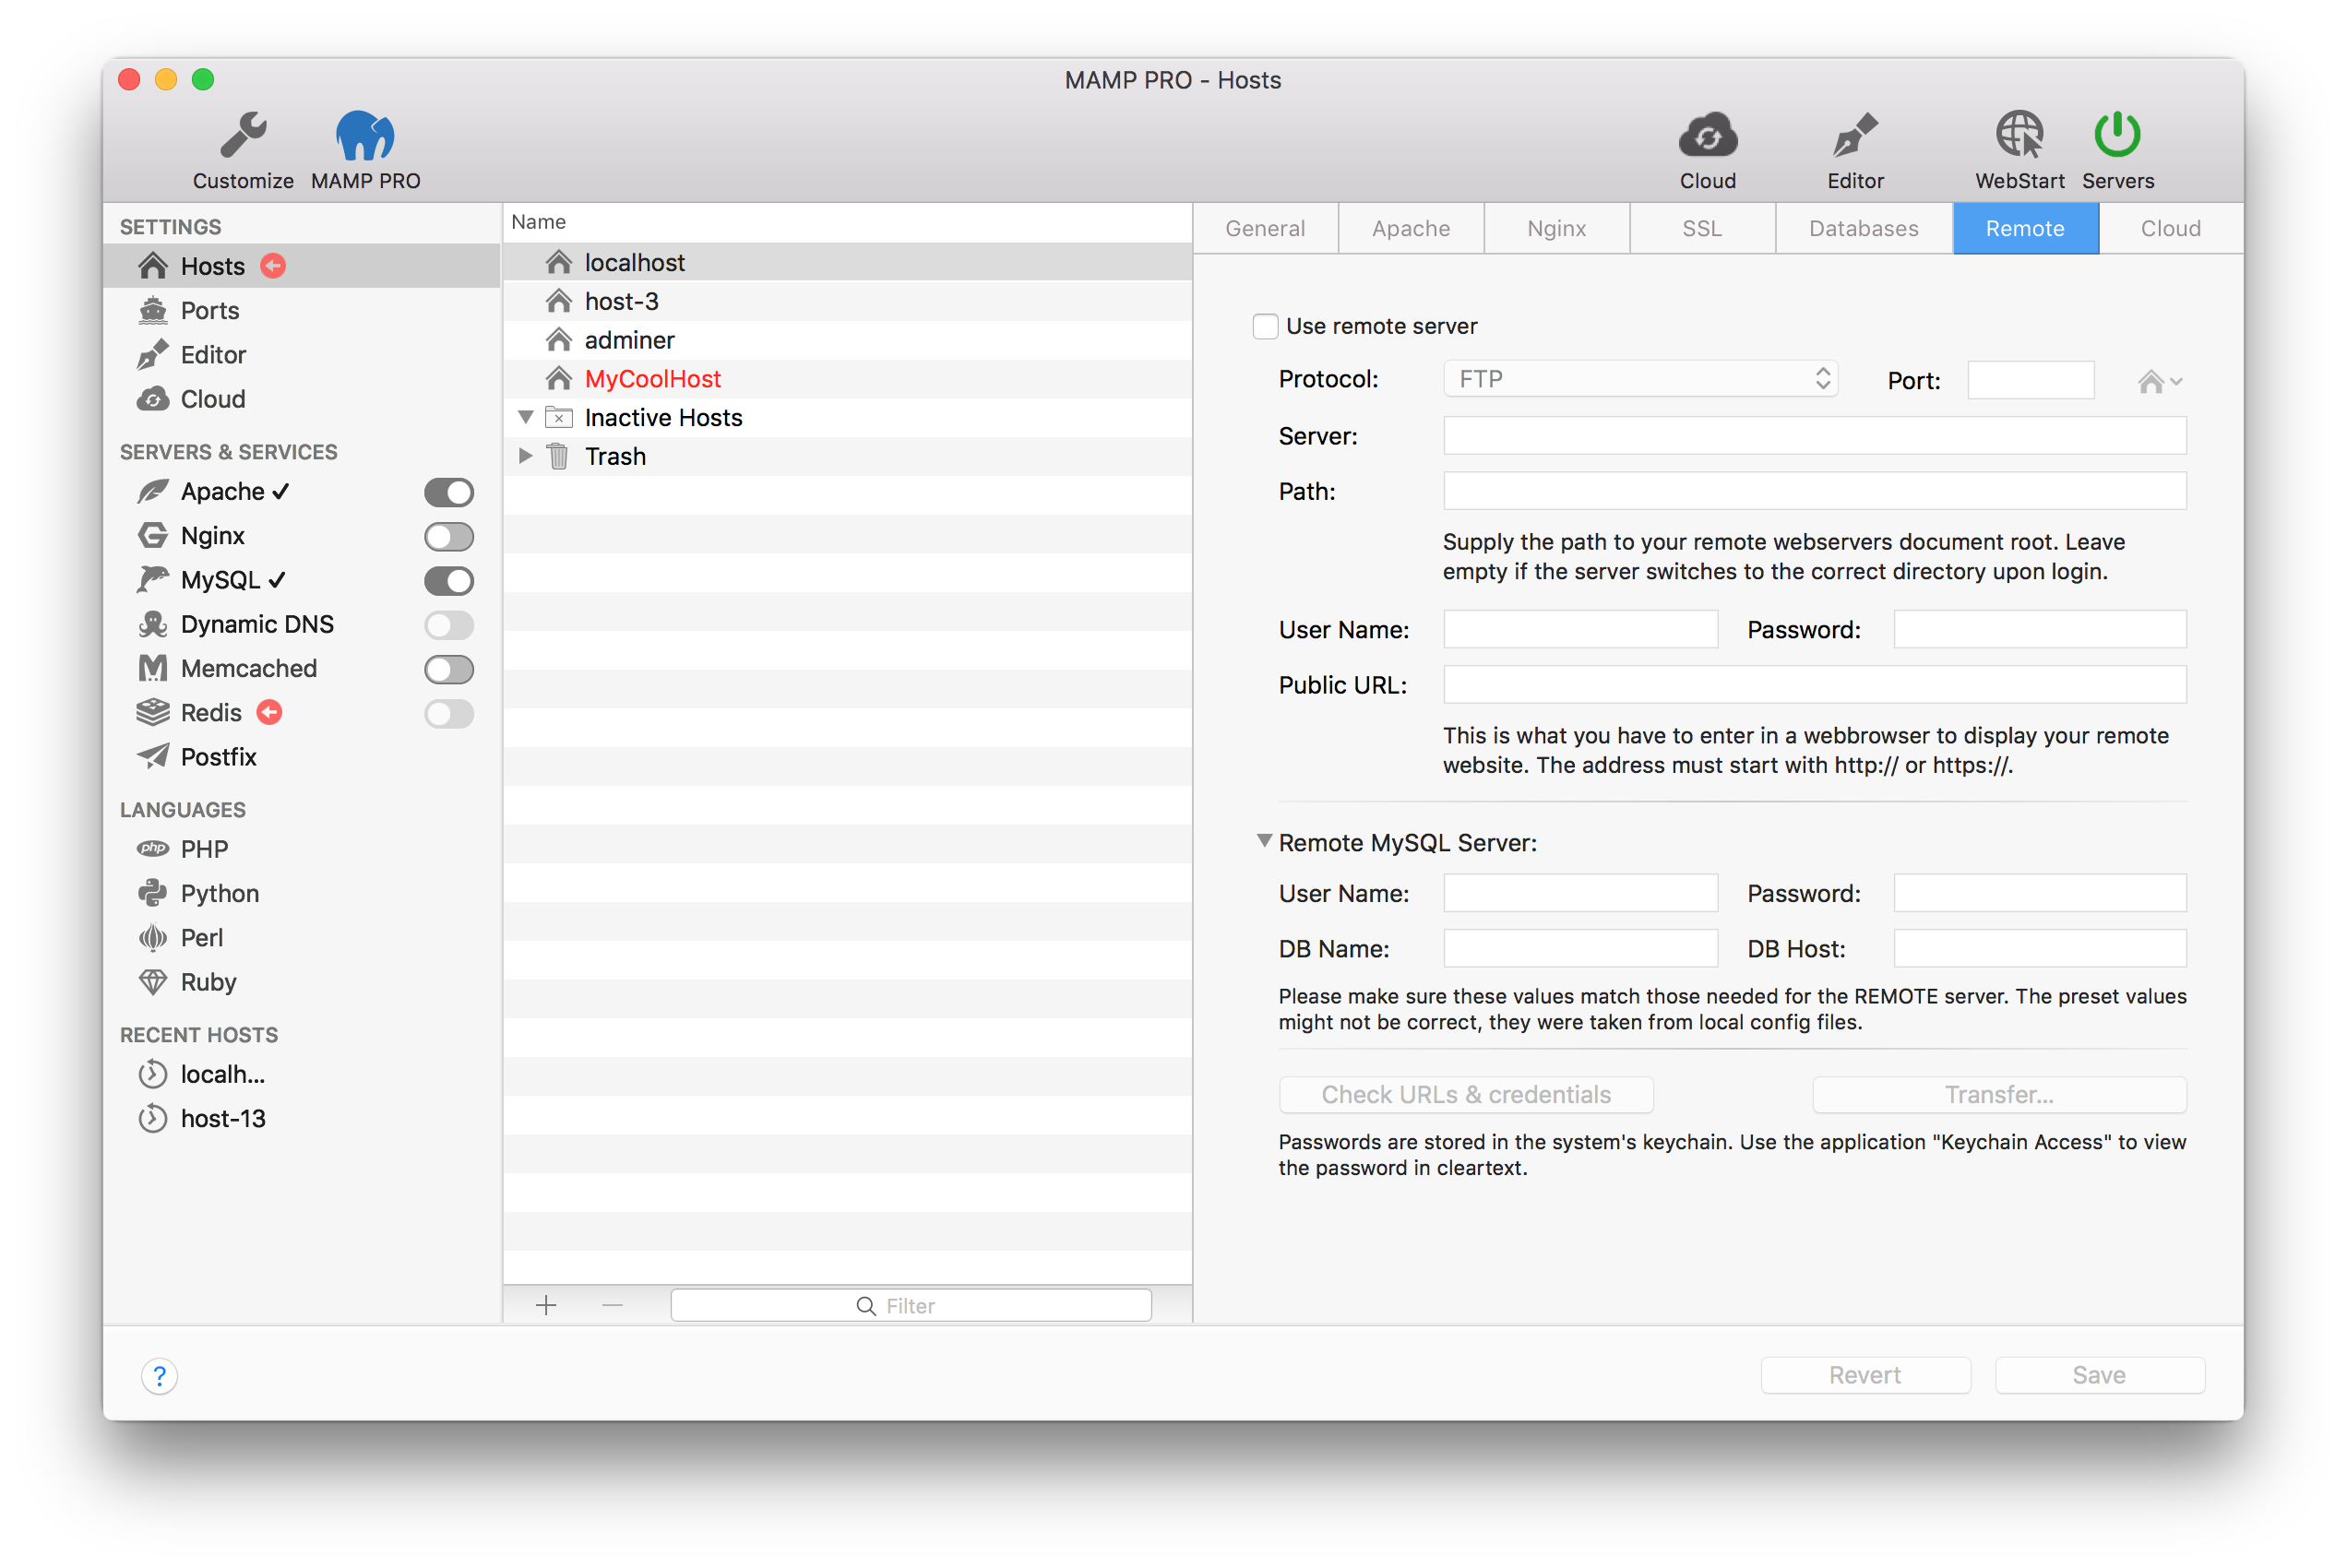 MAMP PRO - Hosts
Customize
MAMP PRO
Cloud
Editor
WebStart
Servers
SETTINGS
Hosts
Ports
Editor
Cloud
SERVERS & SERVICES
Apache ✓
Nginx
MySQL ✓
Dynamic DNS
Memcached
Redis
Postfix
LANGUAGES
php PHP
Python
Perl
Ruby
RECENT HOSTS
localh...
host-13
Name
localhost
host-3
adminer
MyCoolHost
Inactive Hosts
Trash
Filter
General
Apache
Nginx
SSL
Databases
Remote
Cloud
Use remote server
Protocol:
FTP
Port:
Server:
Path:
Supply the path to your remote webservers document root. Leave
empty if the server switches to the correct directory upon login.
User Name:
Password:
Public URL:
This is what you have to enter in a webbrowser to display your remote
website. The address must start with http:// or https://.
Remote MySQL Server:
User Name:
Password:
DB Name:
DB Host:
Please make sure these values match those needed for the REMOTE server. The preset values
might not be correct, they were taken from local config files.
Check URLs & credentials
Transfer...
Passwords are stored in the system's keychain. Use the application "Keychain Access" to view
the password in cleartext.
?
Revert
Save